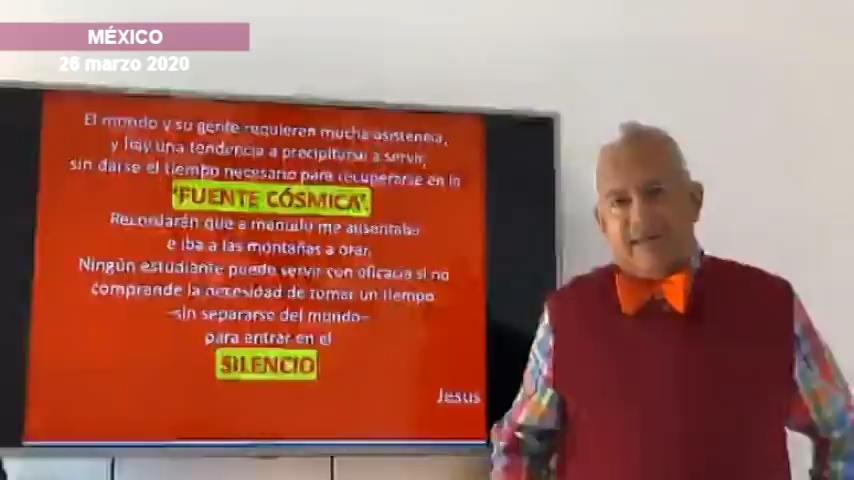 MÉXICO
26 marzo 2020
El mundo y su gente requieren mucha asistencia,
y hay una tendencia a precipitarse a servir,
sin darse el tiempo necesario para recuperarse en la
'FUENTE CÓSMICA'.
Recordarán que a menudo me ausentaba
e iba a las montañas a orar.
Ningún estudiante puede servir con eficacia si no
comprende la necesidad de tomar un tiempo
–sin separarse del mundo–
para entrar en el
SILENCIO
Jesus